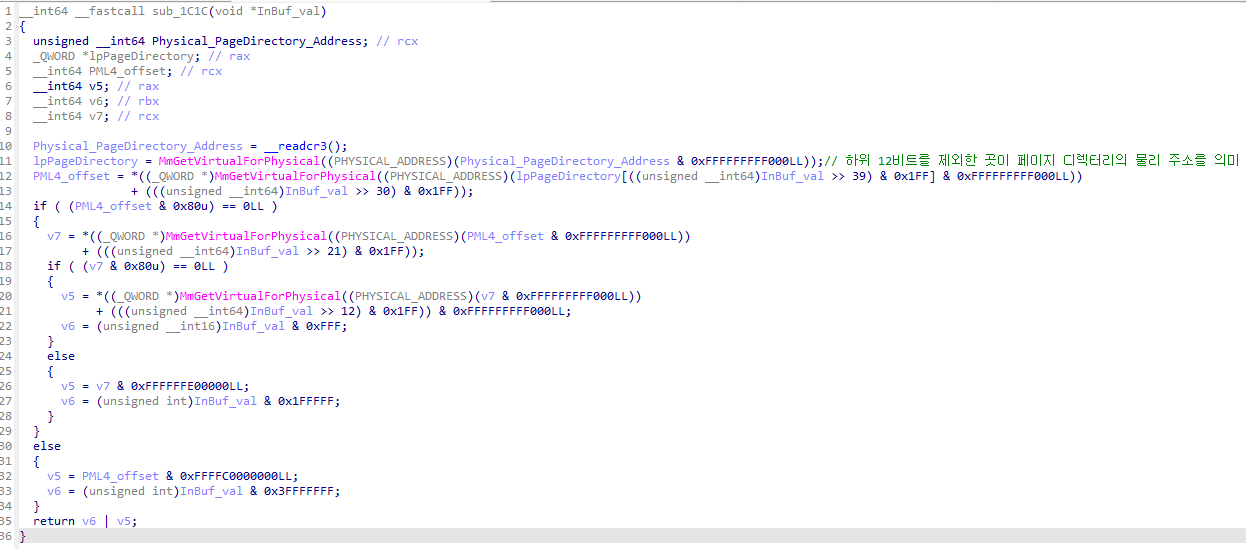 1 __int64 __fastcall sub_1C1C(void *InBuf_val)
2 {
3   unsigned __int64 Physical_PageDirectory_Address; // rcx
4   _QWORD *lpPageDirectory; // rax
5   __int64 PML4_offset; // rcx
6   __int64 v5; // rax
7   __int64 v6; // rbx
8   __int64 v7; // rcx
9
10   Physical_PageDirectory_Address = __readcr3();
11   lpPageDirectory = MmGetVirtualForPhysical((PHYSICAL_ADDRESS)(Physical_PageDirectory_Address & 0xFFFFFFFFF000LL));// 하위 12비트를 제외한 곳이 페이지 디렉터리의 물리 주소를 의미
12   PML4_offset = *((_QWORD *)MmGetVirtualForPhysical((PHYSICAL_ADDRESS)(lpPageDirectory[((unsigned __int64)InBuf_val >> 39) & 0x1FF] & 0xFFFFFFFFF000LL))
13                + (((unsigned __int64)InBuf_val >> 30) & 0x1FF));
14   if ( (PML4_offset & 0x80u) == 0LL )
15   {
16     v7 = *((_QWORD *)MmGetVirtualForPhysical((PHYSICAL_ADDRESS)(PML4_offset & 0xFFFFFFFFF000LL))
17          + (((unsigned __int64)InBuf_val >> 21) & 0x1FF));
18     if ( (v7 & 0x80u) == 0LL )
19     {
20       v5 = *((_QWORD *)MmGetVirtualForPhysical((PHYSICAL_ADDRESS)(v7 & 0xFFFFFFFFF000LL))
21            + (((unsigned __int64)InBuf_val >> 12) & 0x1FF)) & 0xFFFFFFFFF000LL;
22       v6 = (unsigned __int16)InBuf_val & 0xFFF;
23     }
24     else
25     {
26       v5 = v7 & 0xFFFFFFE00000LL;
27       v6 = (unsigned int)InBuf_val & 0x1FFFFF;
28     }
29   }
30   else
31   {
32     v5 = PML4_offset & 0xFFFFC0000000LL;
33     v6 = (unsigned int)InBuf_val & 0x3FFFFFFF;
34   }
35   return v6 | v5;
36 }